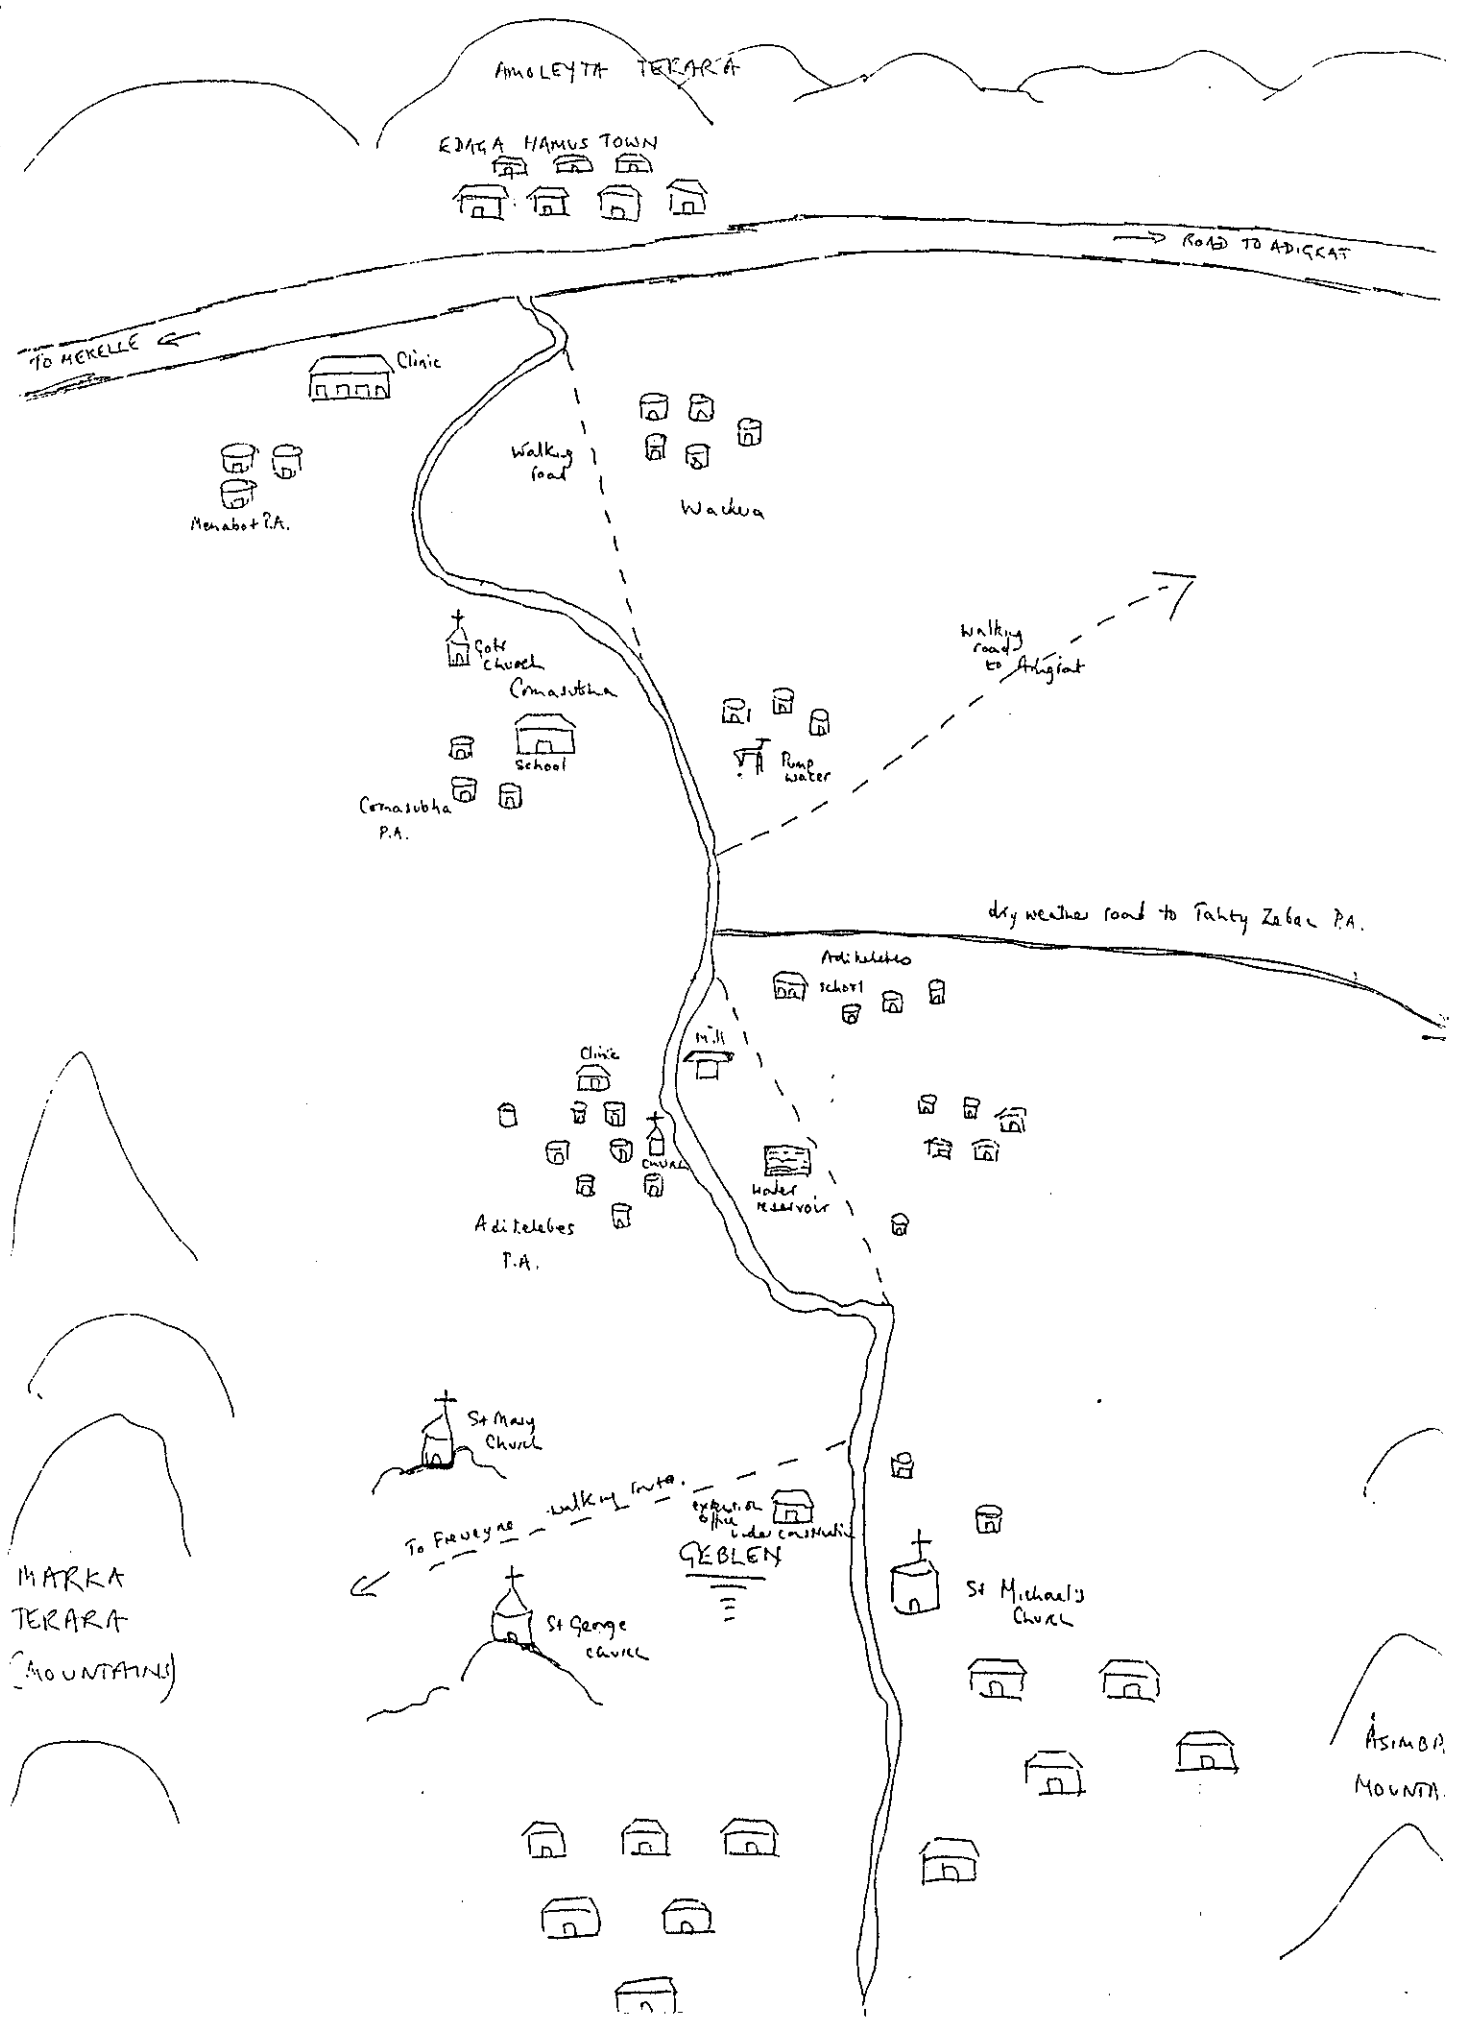 AMOLEYTA TERARA
EDAGA HAMUS TOWN
→ ROAD TO ADIGRAT
TO MEKELLE ←
Clinic
Walking
road
Menabot P.A.
Walking
road
to Adigrat
Church
Comasubha
School
Pump
water
Comasubha
P.A.
dry weather road to Tahty Zeban P.A.
Adikelebes
school
Mill
Clinic
Church
water
reservoir
Adikelebes
P.A.
St Mary
Church
To Freweyne walking route.
extension
office
under construction
GEBLEN
St Michael's
Church
St George
church
MARKA
TERARA
(MOUNTAINS)
ASIMBA
MOUNTA.